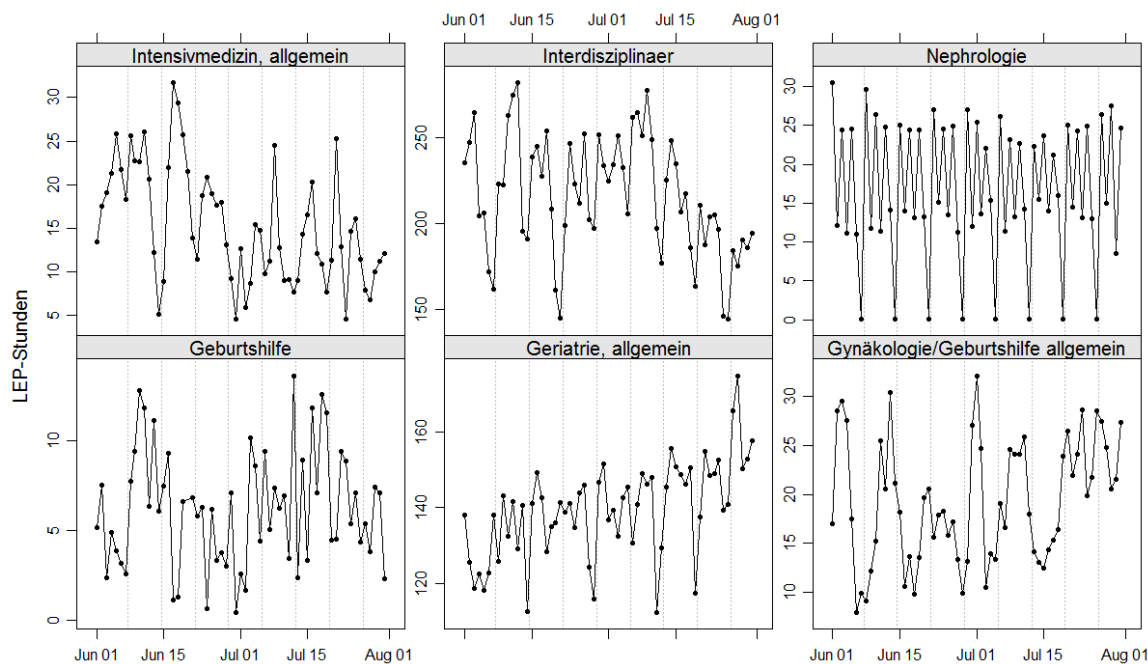 Jun 01 Jun 15 Jul 01 Jul 15 Aug 01
Intensivmedizin, allgemein
Interdisziplinaer
Nephrologie
30
25
20
15
10
5
250
200
150
30
25
20
15
10
5
0
LEP-Stunden
Geburtshilfe
Geriatrie, allgemein
Gynäkologie/Geburtshilfe allgemein
10
5
0
160
140
120
30
25
20
15
10
Jun 01 Jun 15 Jul 01 Jul 15 Aug 01
Jun 01 Jun 15 Jul 01 Jul 15 Aug 01